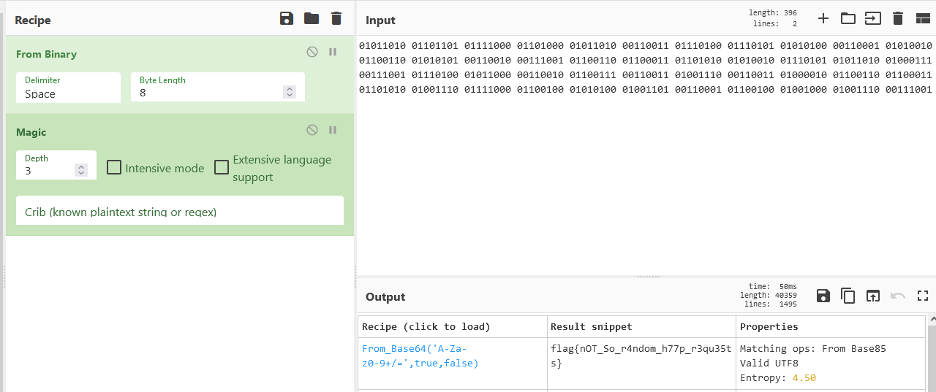 Recipe
From Binary
Delimiter
Space
Byte Length
8
Magic
Depth
3
Intensive mode
Extensive language
support
Crib (known plaintext string or regex)
Input
length: 396
lines: 2
01011010 01101101 01111000 01101000 01011010 00110011 01110100 01110101 01010100 00110001 01010010
01100110 01010101 00110010 00111001 01100110 01100011 01101010 01010010 01110101 01011010 01000111
00111001 01110100 01011000 00110010 01100111 00110011 01001110 00110011 01000010 01100110 01100011
01101010 01001110 01111000 01100100 01010100 01001101 00110001 01100100 01001000 01001110 00111001
Output
time: 50ms
length: 40359
lines: 1495
Recipe (click to load)
Result snippet
Properties
From_Base64('A-Za-
z0-9+/=',true,false)
flag{nOT_So_r4ndom_h77p_r3qu35t
s}
Matching ops: From Base85
Valid UTF8
Entropy: 4.50